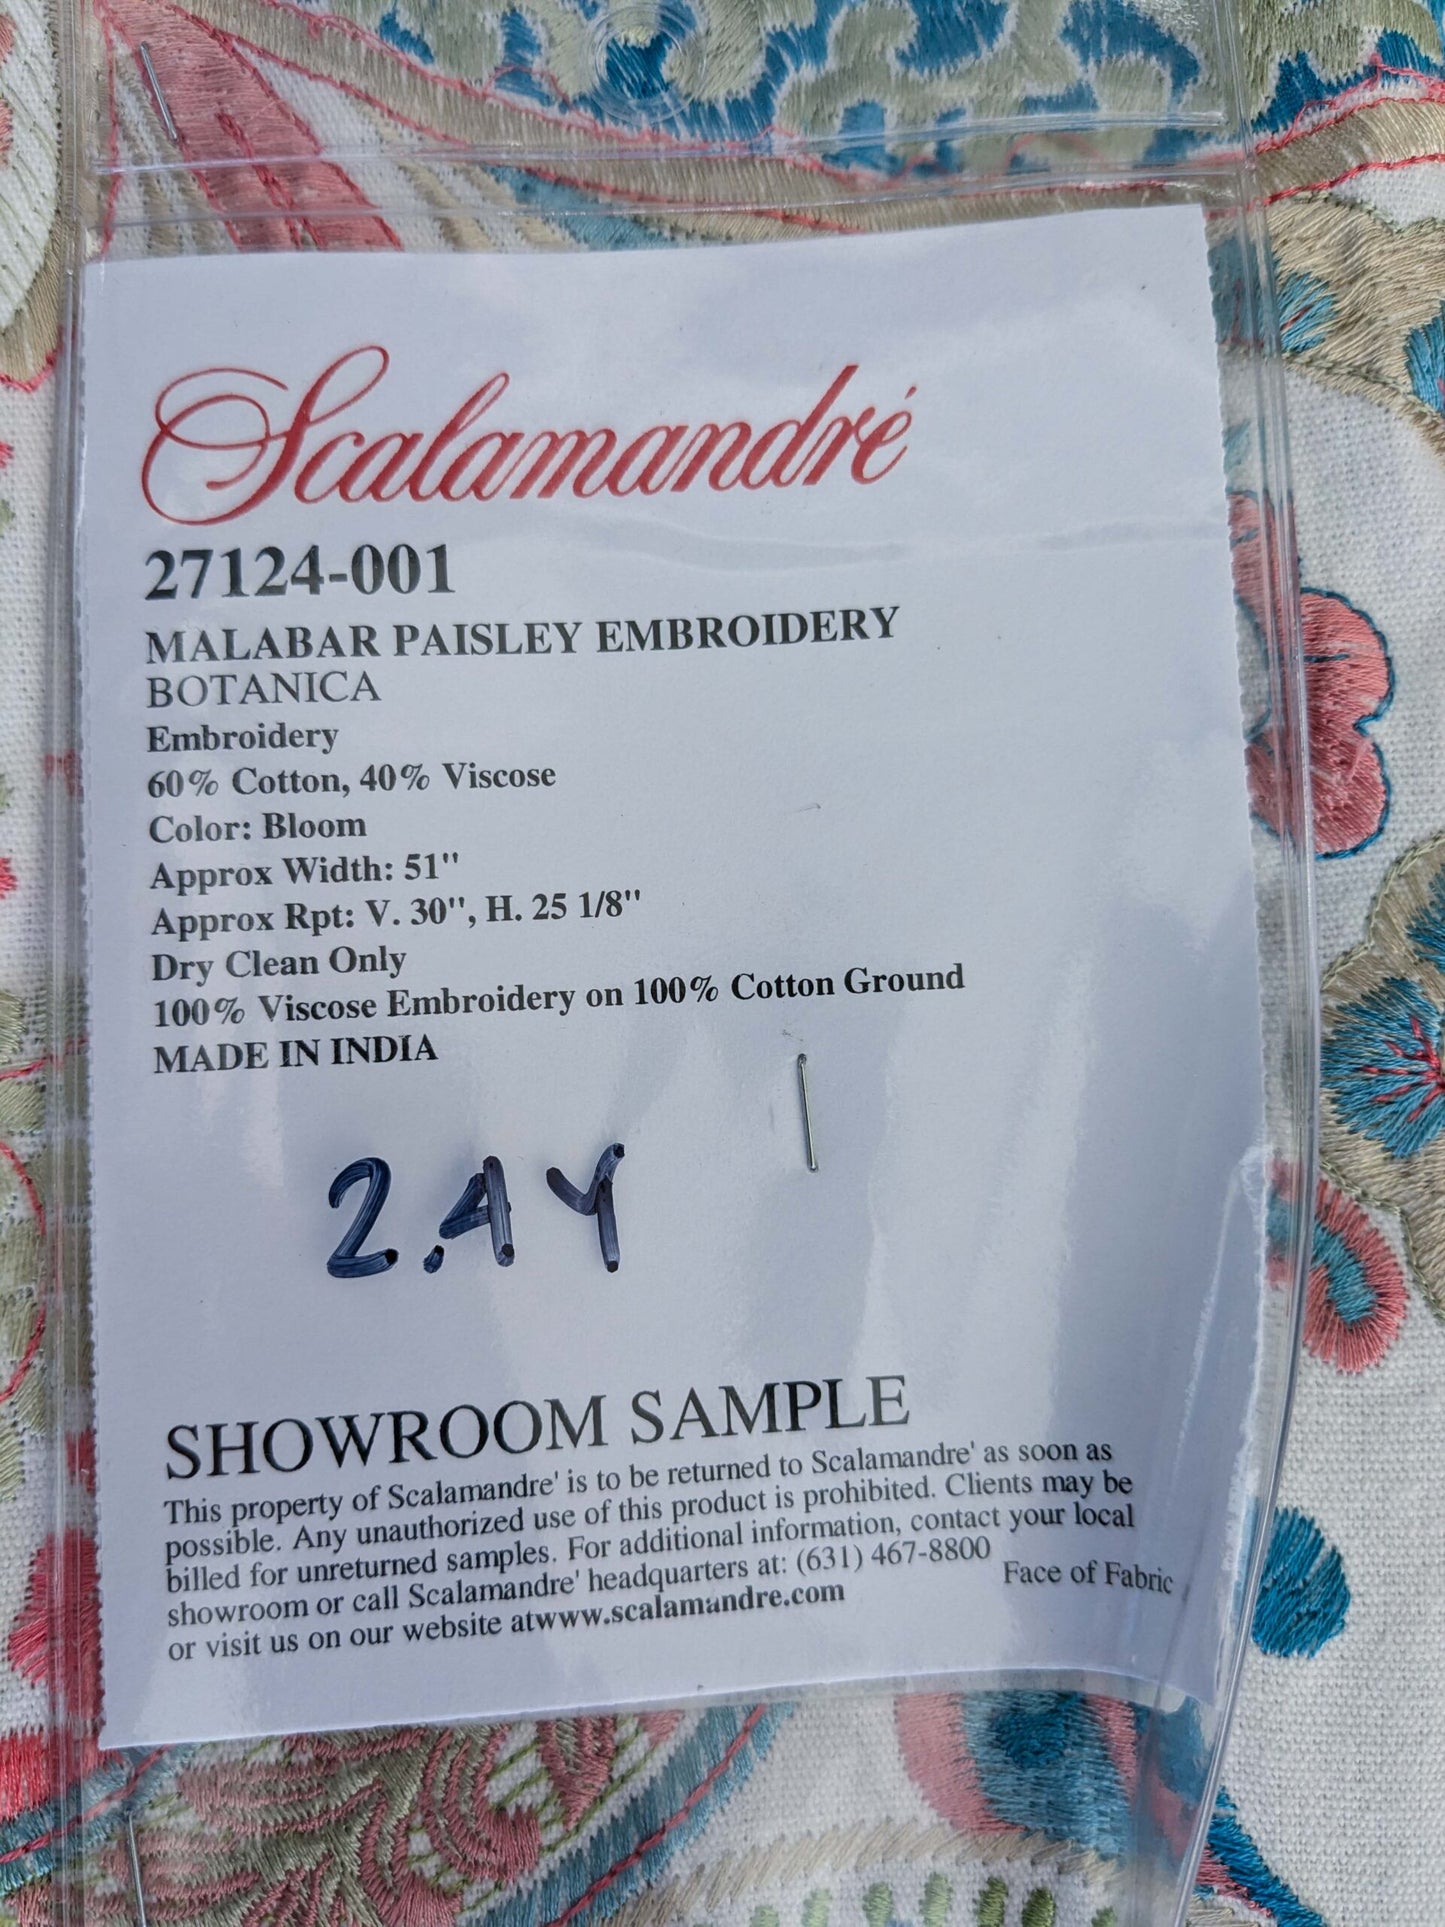 Scalamandré
27124-001
MALABAR PAISLEY EMBROIDERY
BOTANICA
Embroidery
60% Cotton, 40% Viscose
Color: Bloom
Approx Width: 51"
Approx Rpt: V. 30", H. 25 1/8"
Dry Clean Only
100% Viscose Embroidery on 100% Cotton Ground
MADE IN INDIA
2.4 Y
SHOWROOM SAMPLE
This property of Scalamandre' is to be returned to Scalamandre' as soon as
possible. Any unauthorized use of this product is prohibited. Clients may be
billed for unreturned samples. For additional information, contact your local
showroom or call Scalamandre' headquarters at: (631) 467-8800
or visit us on our website atwww.scalamandre.com
Face of Fabric